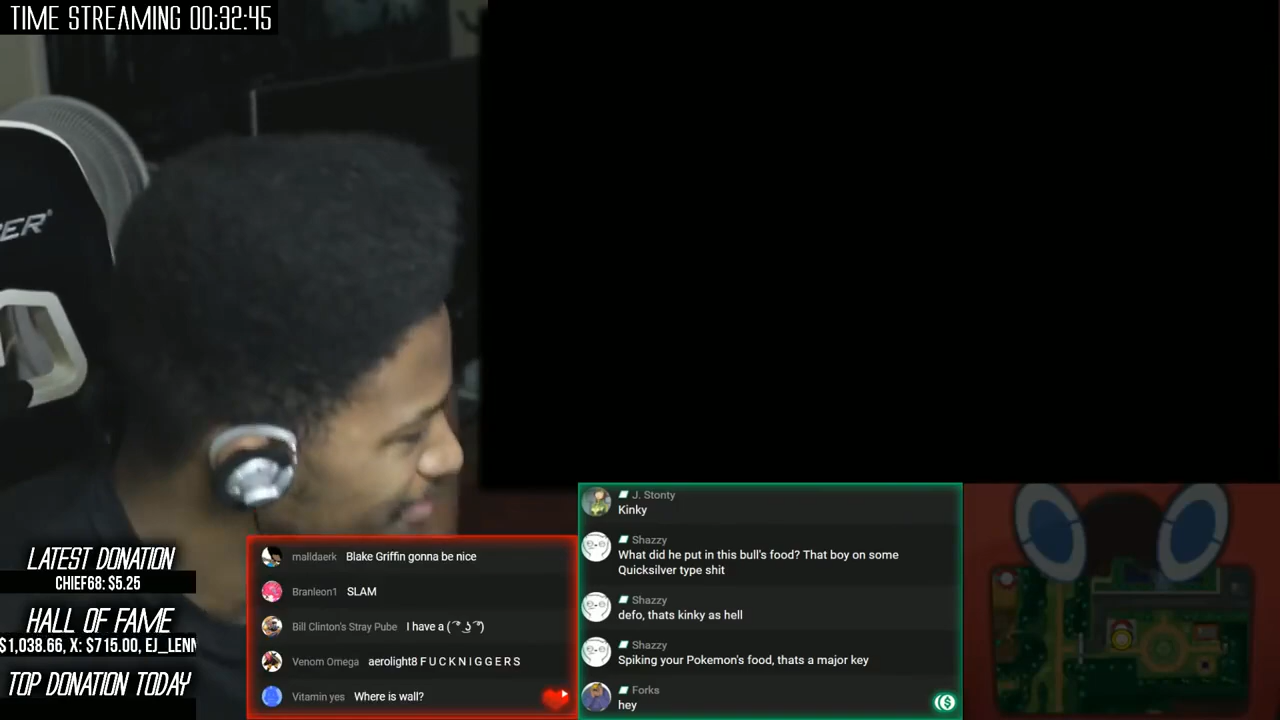 TIME STREAMING 00:32:45
ER
LATEST DONATION
CHIEF68: $5.25
HALL OF FAME
$1,038.66, X: $715.00, EJ_LENN
TOP DONATION TODAY
malldaerk Blake Griffin gonna be nice
Branleon1 SLAM
Bill Clinton's Stray Pube I have a ( ͡° ͜ʖ ͡°)
Venom Omega aerolight8 F U C K N I G G E R S
Vitamin yes Where is wall?
J. Stonty
Kinky
Shazzy
What did he put in this bull's food? That boy on some
Quicksilver type shit
Shazzy
defo, thats kinky as hell
Shazzy
Spiking your Pokemon's food, thats a major key
Forks
hey